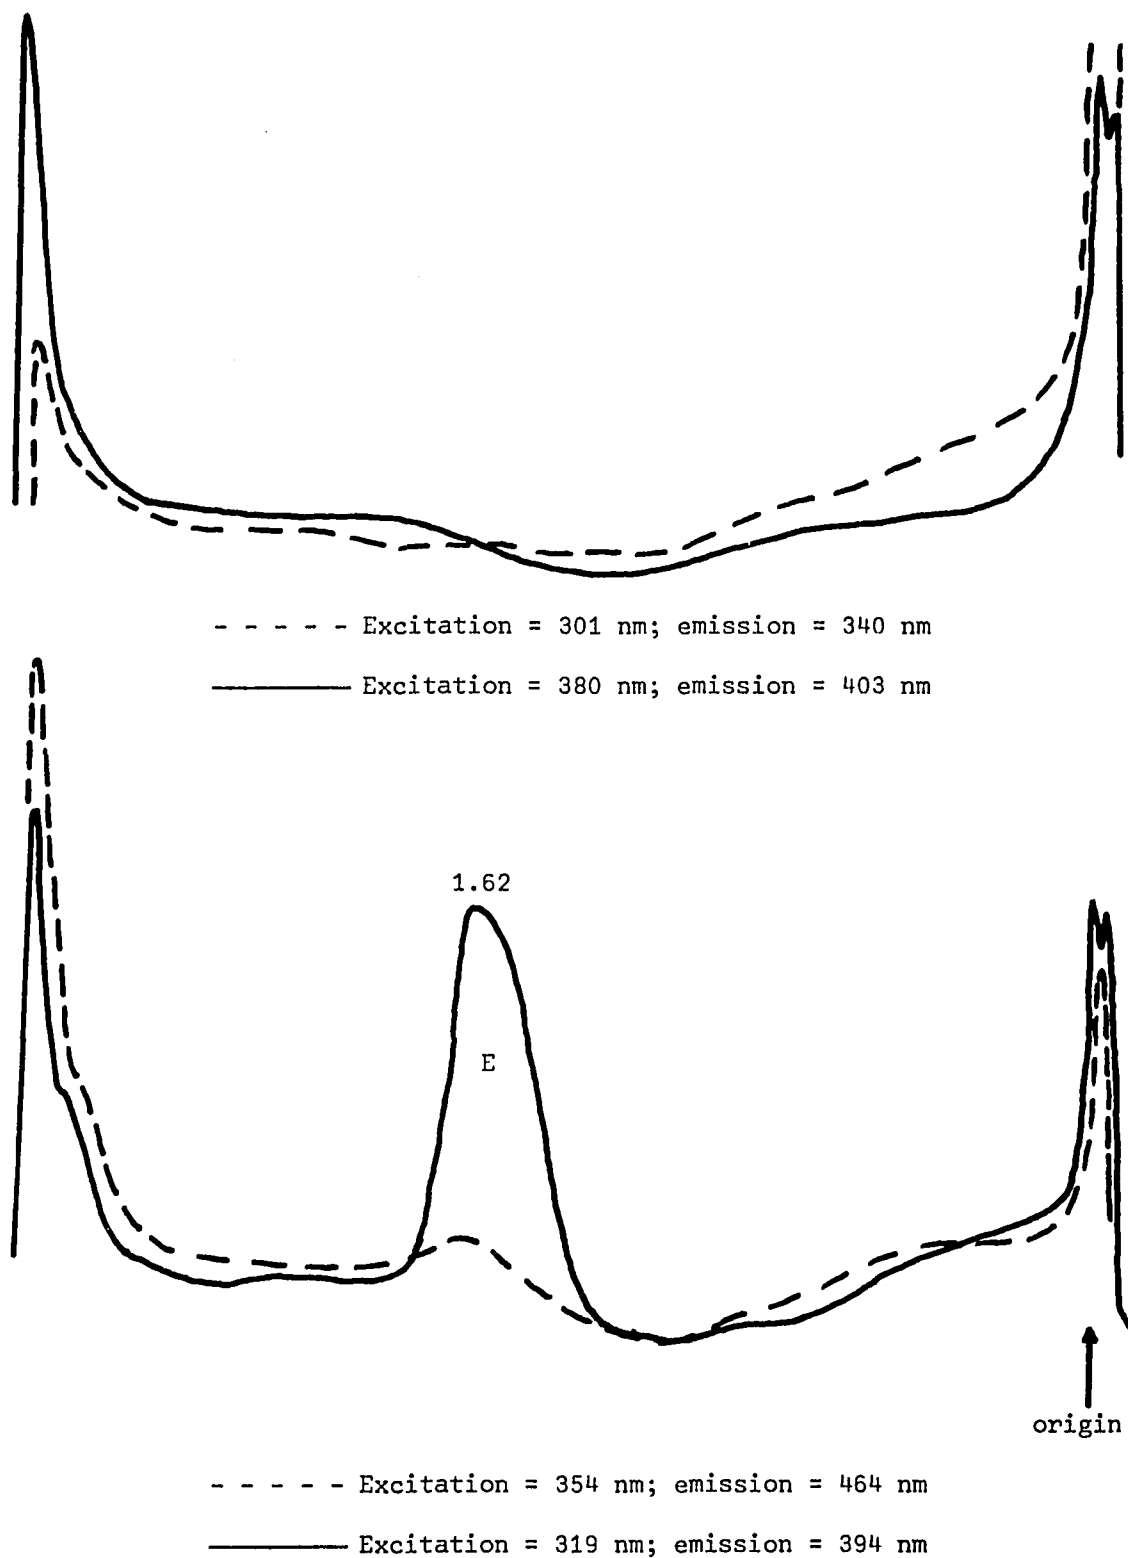 - - - - - Excitation = 301 nm; emission = 340 nm
Excitation = 380 nm; emission = 403 nm
1.62
E
origin
- - - - - Excitation = 354 nm; emission = 464 nm
Excitation = 319 nm; emission = 394 nm